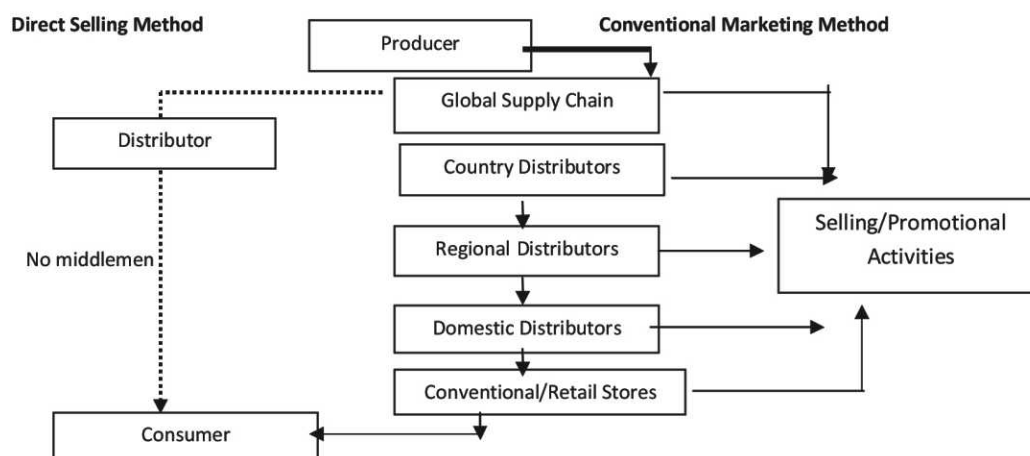 Direct Selling Method
Conventional Marketing Method
Producer
Global Supply Chain
Distributor
Country Distributors
Selling/Promotional
Activities
Regional Distributors
No middlemen
Domestic Distributors
Conventional/Retail Stores
Consumer